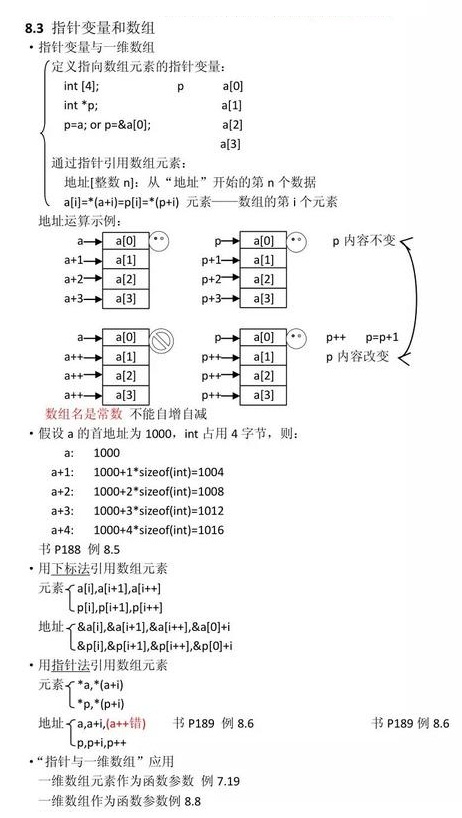 8.3 指针变量和数组
·指针变量与一维数组
定义指向数组元素的指针变量：
int [4]; p a[0]
int *p; a[1]
p=a; or p=&a[0]; a[2]
a[3]
通过指针引用数组元素：
地址[整数 n]：从“地址”开始的第 n 个数据
a[i]=*(a+i)=p[i]=*(p+i) 元素——数组的第 i 个元素
地址运算示例：
a a[0] p a[0] p 内容不变
a+1 a[1] p+1 a[1]
a+2 a[2] p+2 a[2]
a+3 a[3] p+3 a[3]
a a[0] p a[0] p++ p=p+1
a++ a[1] p++ a[1] p 内容改变
a++ a[2] p++ a[2]
a++ a[3] p++ a[3]
数组名是常数 不能自增自减
·假设 a 的首地址为 1000，int 占用 4 字节，则：
a: 1000
a+1: 1000+1*sizeof(int)=1004
a+2: 1000+2*sizeof(int)=1008
a+3: 1000+3*sizeof(int)=1012
a+4: 1000+4*sizeof(int)=1016
书 P188 例 8.5
·用下标法引用数组元素
元素 a[i],a[i+1],a[i++]
p[i],p[i+1],p[i++]
地址 &a[i],&a[i+1],&a[i++],&a[0]+i
&p[i],&p[i+1],&p[i++],&p[0]+i
·用指针法引用数组元素
元素 *a,*(a+i)
*p,*(p+i)
地址 a,a+i,(a++错) 书 P189 例 8.6 书 P189 例 8.6
p,p+i,p++
·“指针与一维数组”应用
一维数组元素作为函数参数 例 7.19
一维数组作为函数参数例 8.8